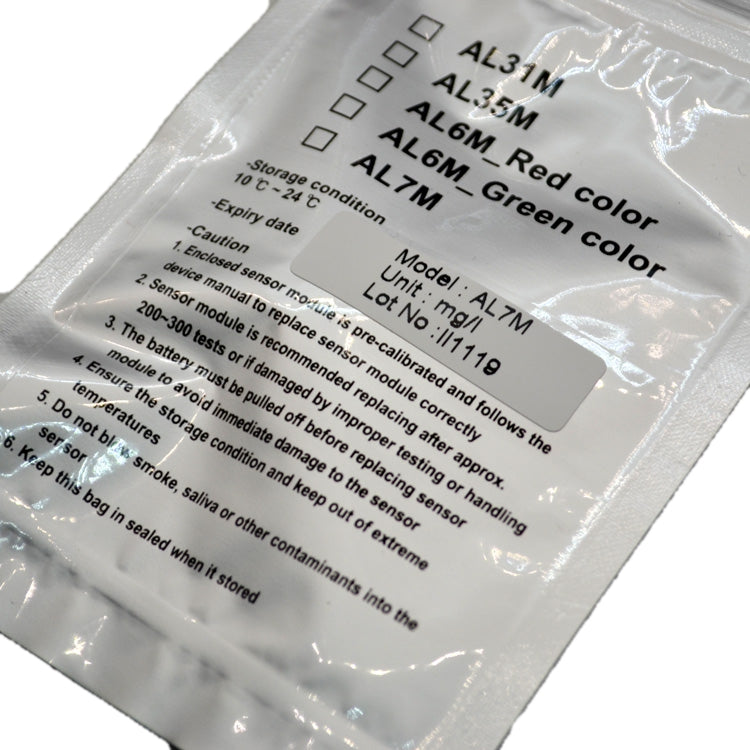 AL31M
AL35M
AL6M_Red color
AL6M_Green color
AL7M
-Storage condition
10 ℃ ~ 24 ℃
-Expiry date
-Caution
1. Enclosed sensor module is pre-calibrated and follows the
device manual to replace sensor module correctly
2. Sensor module is recommended replacing after approx.
200~300 tests or if damaged by improper testing or handling
3. The battery must be pulled off before replacing sensor
module to avoid immediate damage to the sensor
4. Ensure the storage condition and keep out of extreme
temperatures
5. Do not blow smoke, saliva or other contaminants into the
sensor
6. Keep this bag in sealed when it stored
Model : AL7M
Unit : mg/l
Lot No :II1119